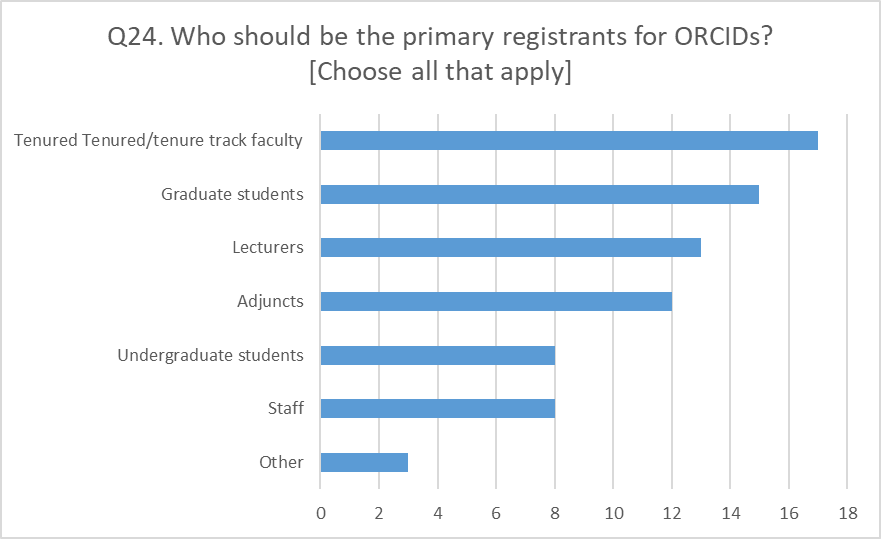 Q24. Who should be the primary registrants for ORCIDs?
[Choose all that apply]
Tenured Tenured/tenure track faculty
Graduate students
Lecturers
Adjuncts
Undergraduate students
Staff
Other
0 2 4 6 8 10 12 14 16 18